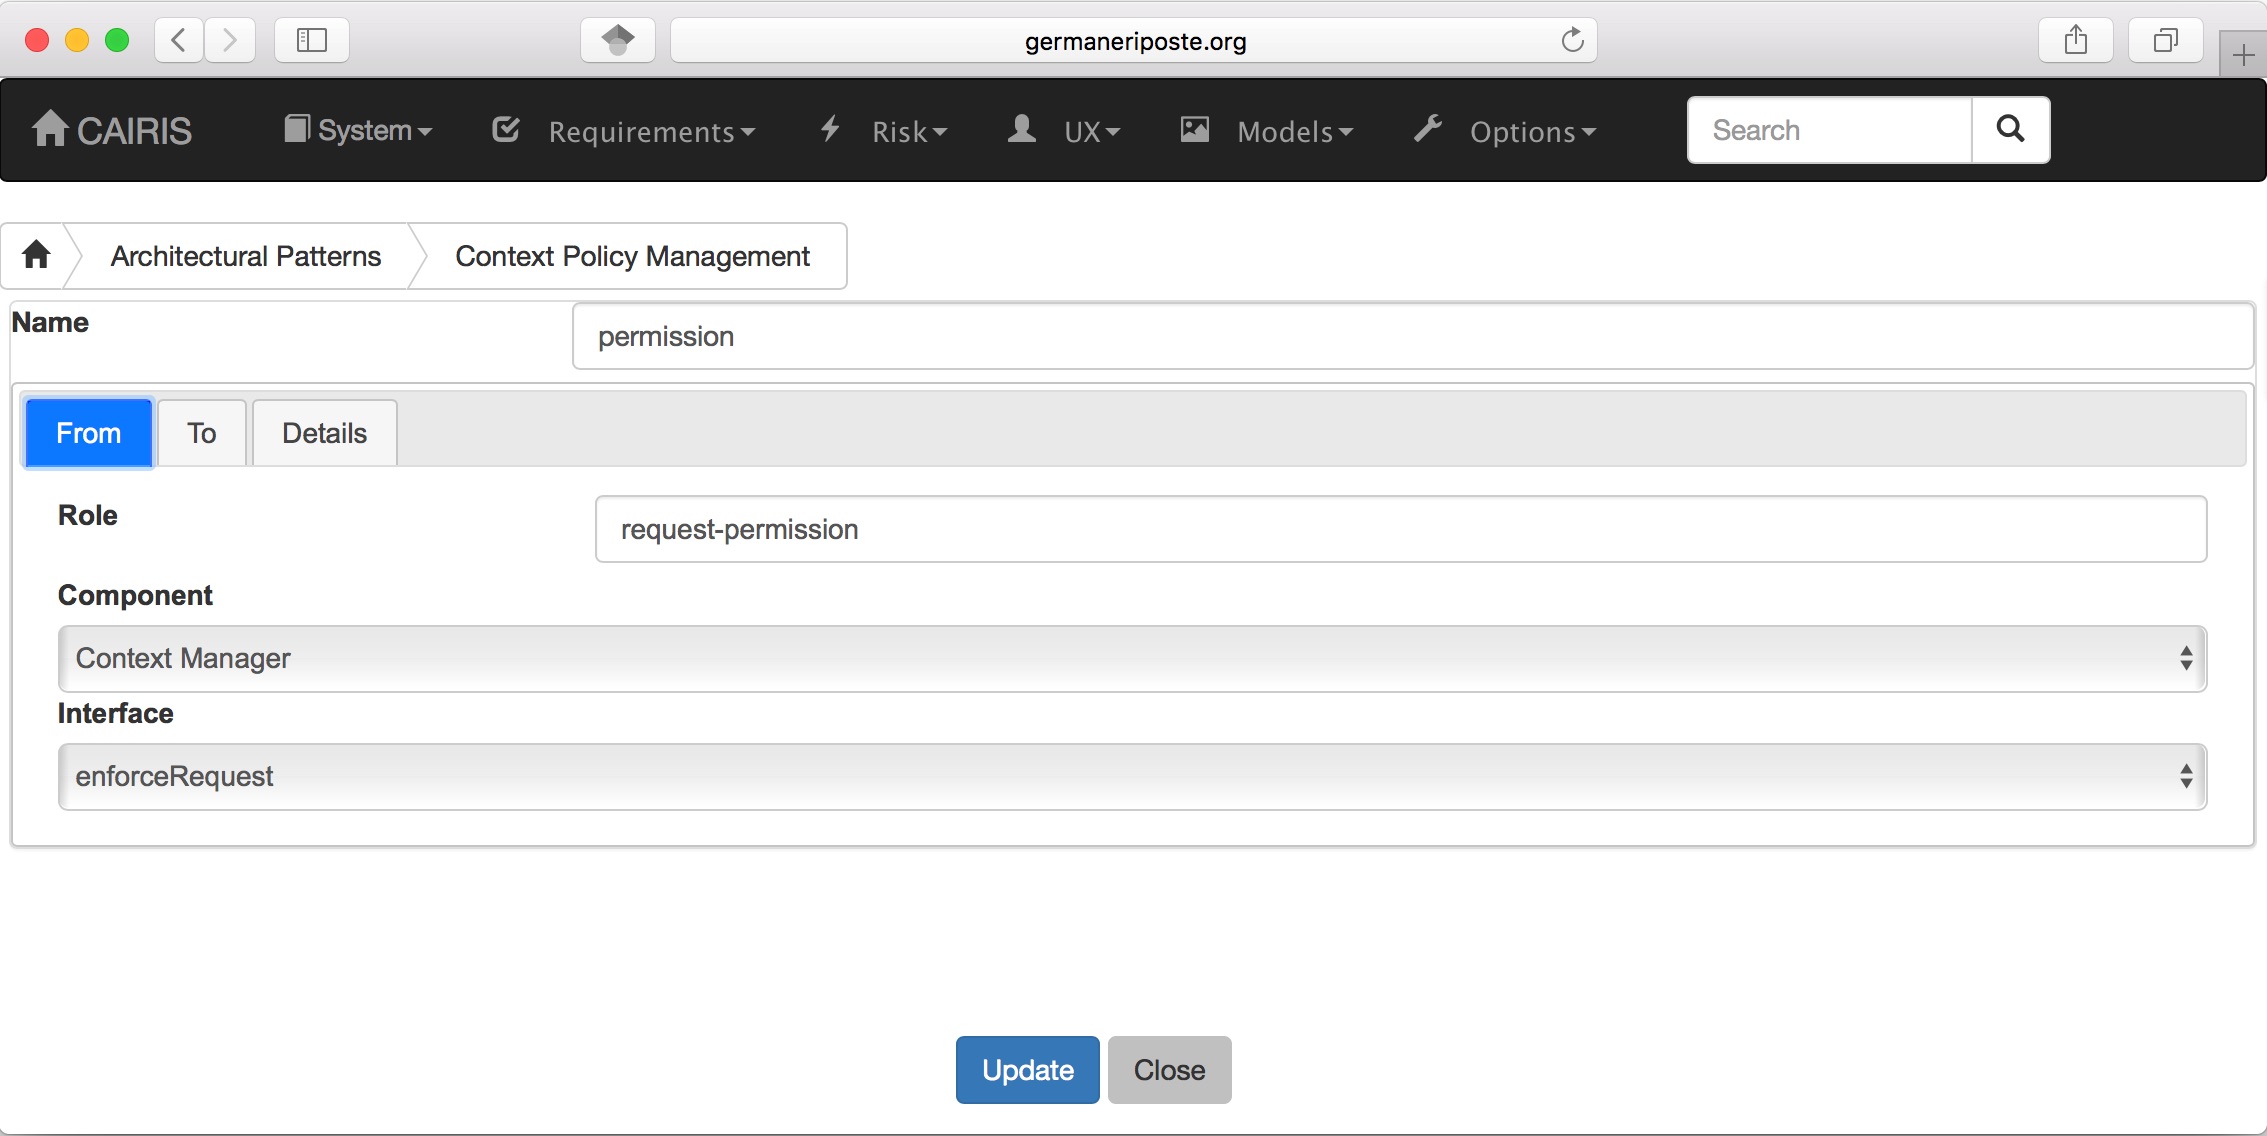 germaneriposte.org
CAIRIS System Requirements Risk UX Models Options Search
Architectural Patterns Context Policy Management
Name permission
From To Details
Role request-permission
Component
Context Manager
Interface
enforceRequest
Update Close